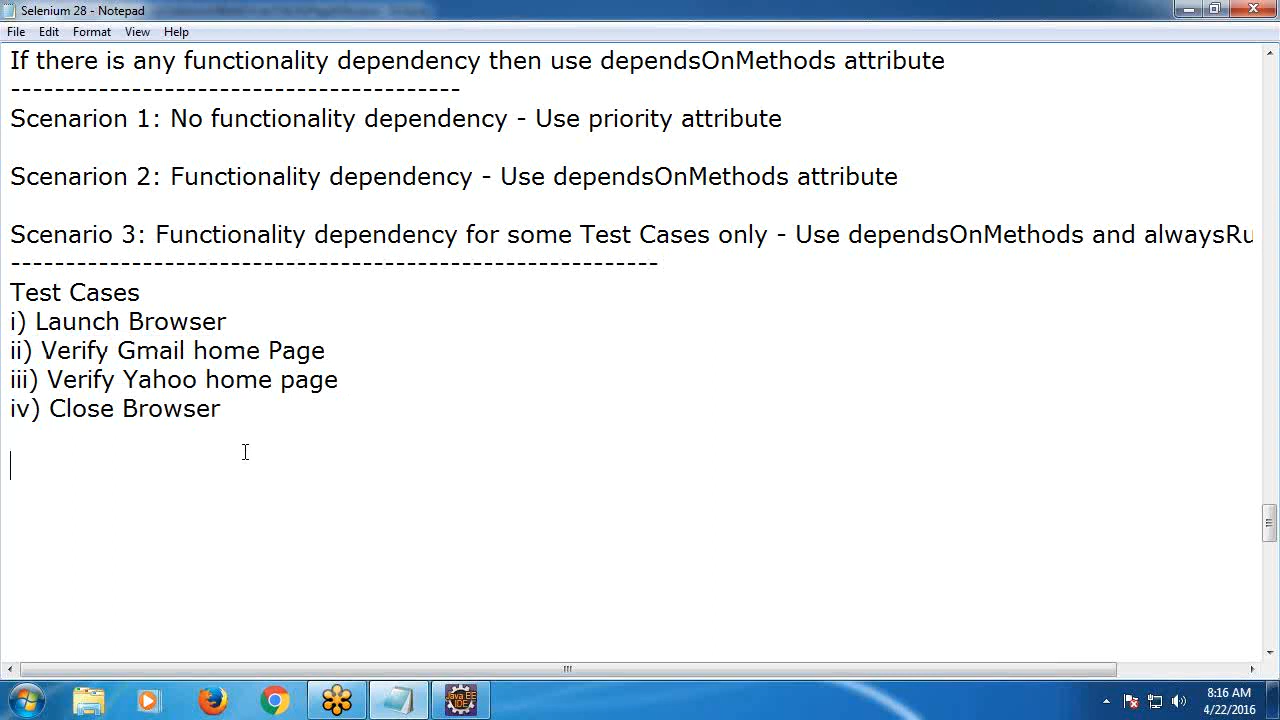 Selenium 28 - Notepad
File Edit Format View Help
If there is any functionality dependency then use dependsOnMethods attribute
-----------------------------------------
Scenarion 1: No functionality dependency - Use priority attribute
Scenarion 2: Functionality dependency - Use dependsOnMethods attribute
Scenario 3: Functionality dependency for some Test Cases only - Use dependsOnMethods and alwaysRu
-----------------------------------------------------------
Test Cases
i) Launch Browser
ii) Verify Gmail home Page
iii) Verify Yahoo home page
iv) Close Browser
Java EE
IDE
8:16 AM
4/22/2016